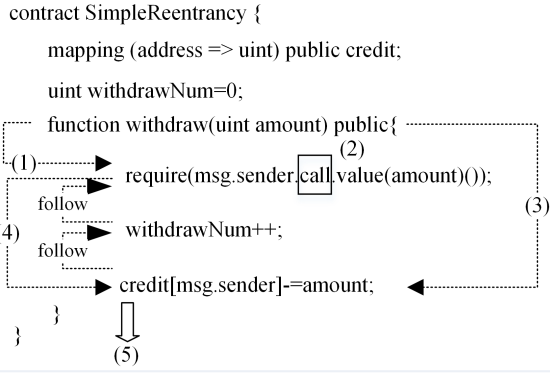 contract SimpleReentrancy {
mapping (address => uint) public credit;
uint withdrawNum=0;
function withdraw(uint amount) public{
(1)
(2)
require(msg.sender.call.value(amount)());
follow
(3)
(4)
withdrawNum++;
follow
credit[msg.sender]-=amount;
}
}
(5)